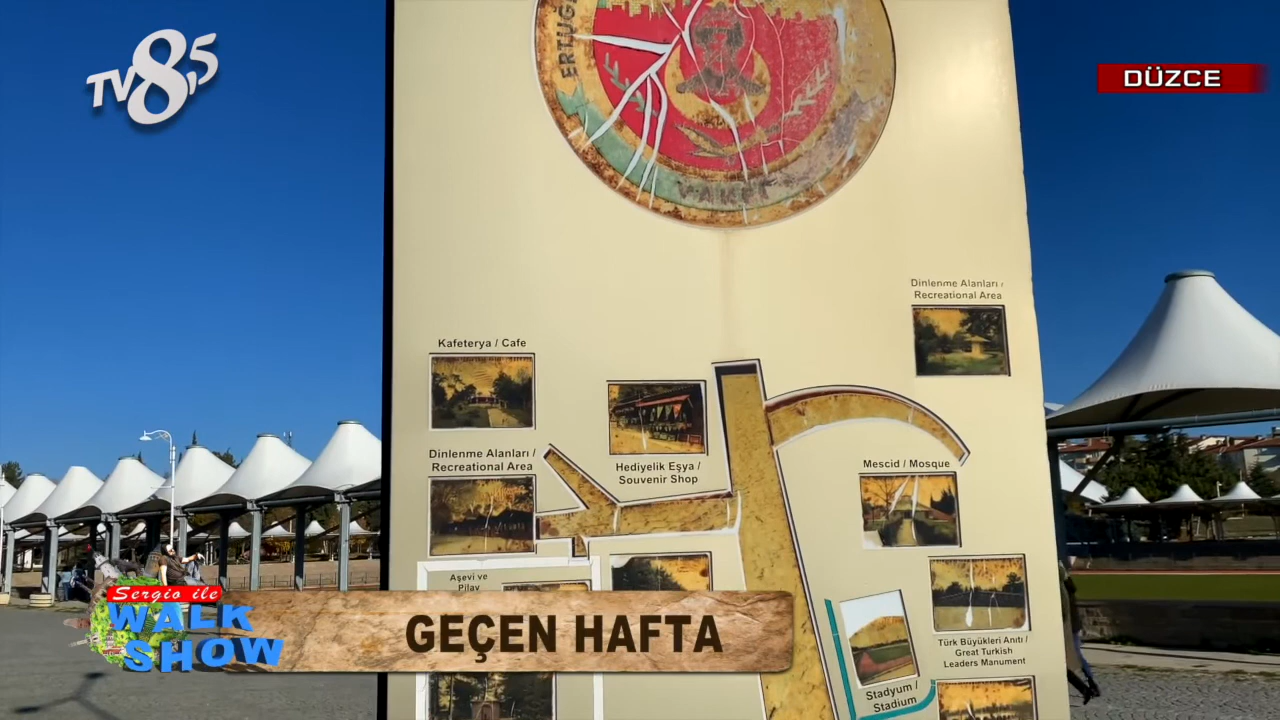 TV8,5
DÜZCE
ERTUĞ
VAKFI
Dinlenme Alanları /
Recreational Area
Kafeterya / Cafe
Dinlenme Alanları /
Recreational Area
Hediyelik Eşya /
Souvenir Shop
Mescid / Mosque
Aşevi ve
Pilav
Türk Büyükleri Anıtı /
Great Turkish
Leaders Monument
Stadyum /
Stadium
Sergio ile
WALK
SHOW
GEÇEN HAFTA